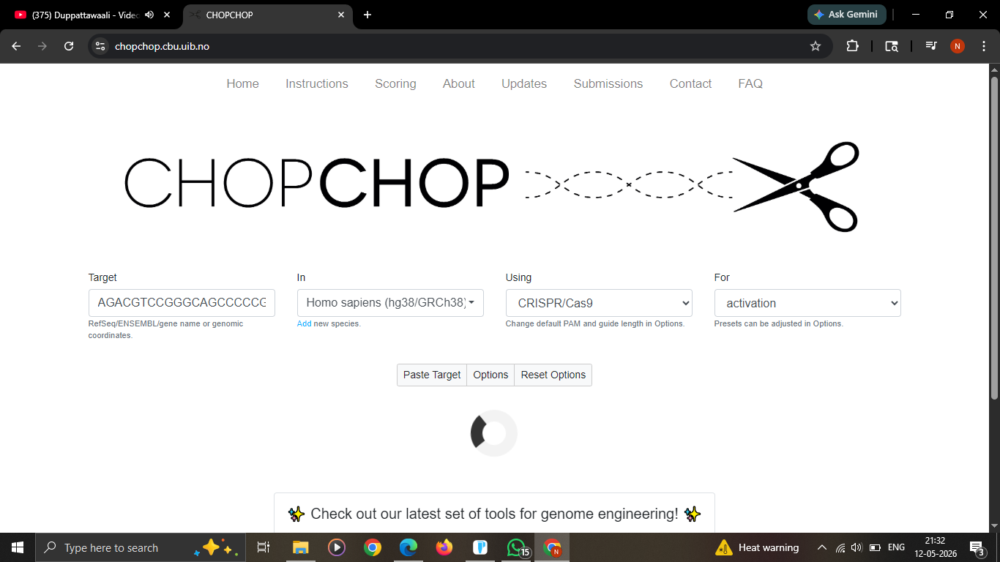 (375) Duppattawaali - Video
CHOPCHOP
Ask Gemini
chopchop.cbu.uib.no
N
Home Instructions Scoring About Updates Submissions Contact FAQ
CHOPCHOP
Target In Using For
AGACGTCCGGGCAGCCCCCG Homo sapiens (hg38/GRCh38) CRISPR/Cas9 activation
RefSeq/ENSEMBL/gene name or genomic coordinates. Add new species. Change default PAM and guide length in Options. Presets can be adjusted in Options.
Paste Target Options Reset Options
✨ Check out our latest set of tools for genome engineering! ✨
Type here to search
15
N
Heat warning
ENG
21:32
12-05-2026
3